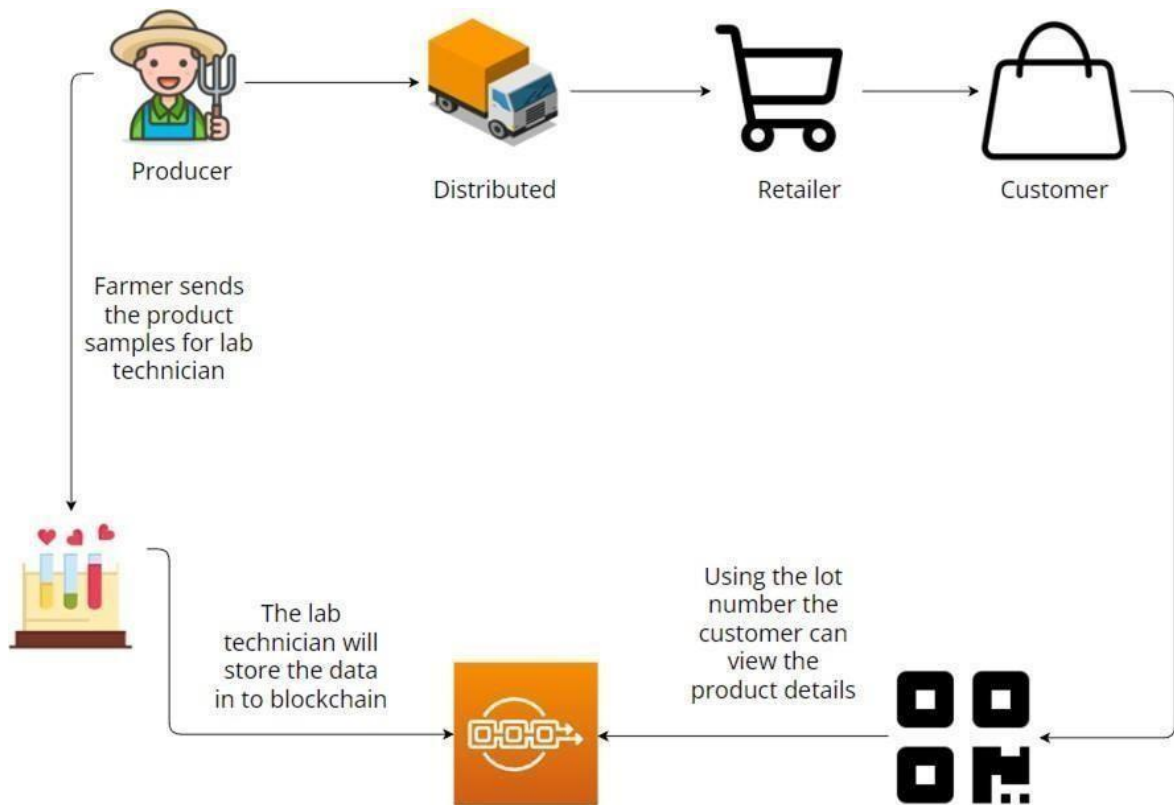 Producer
Distributed
Retailer
Customer
Farmer sends
the product
samples for lab
technician
The lab
technician will
store the data
in to blockchain
Using the lot
number the
customer can
view the
product details